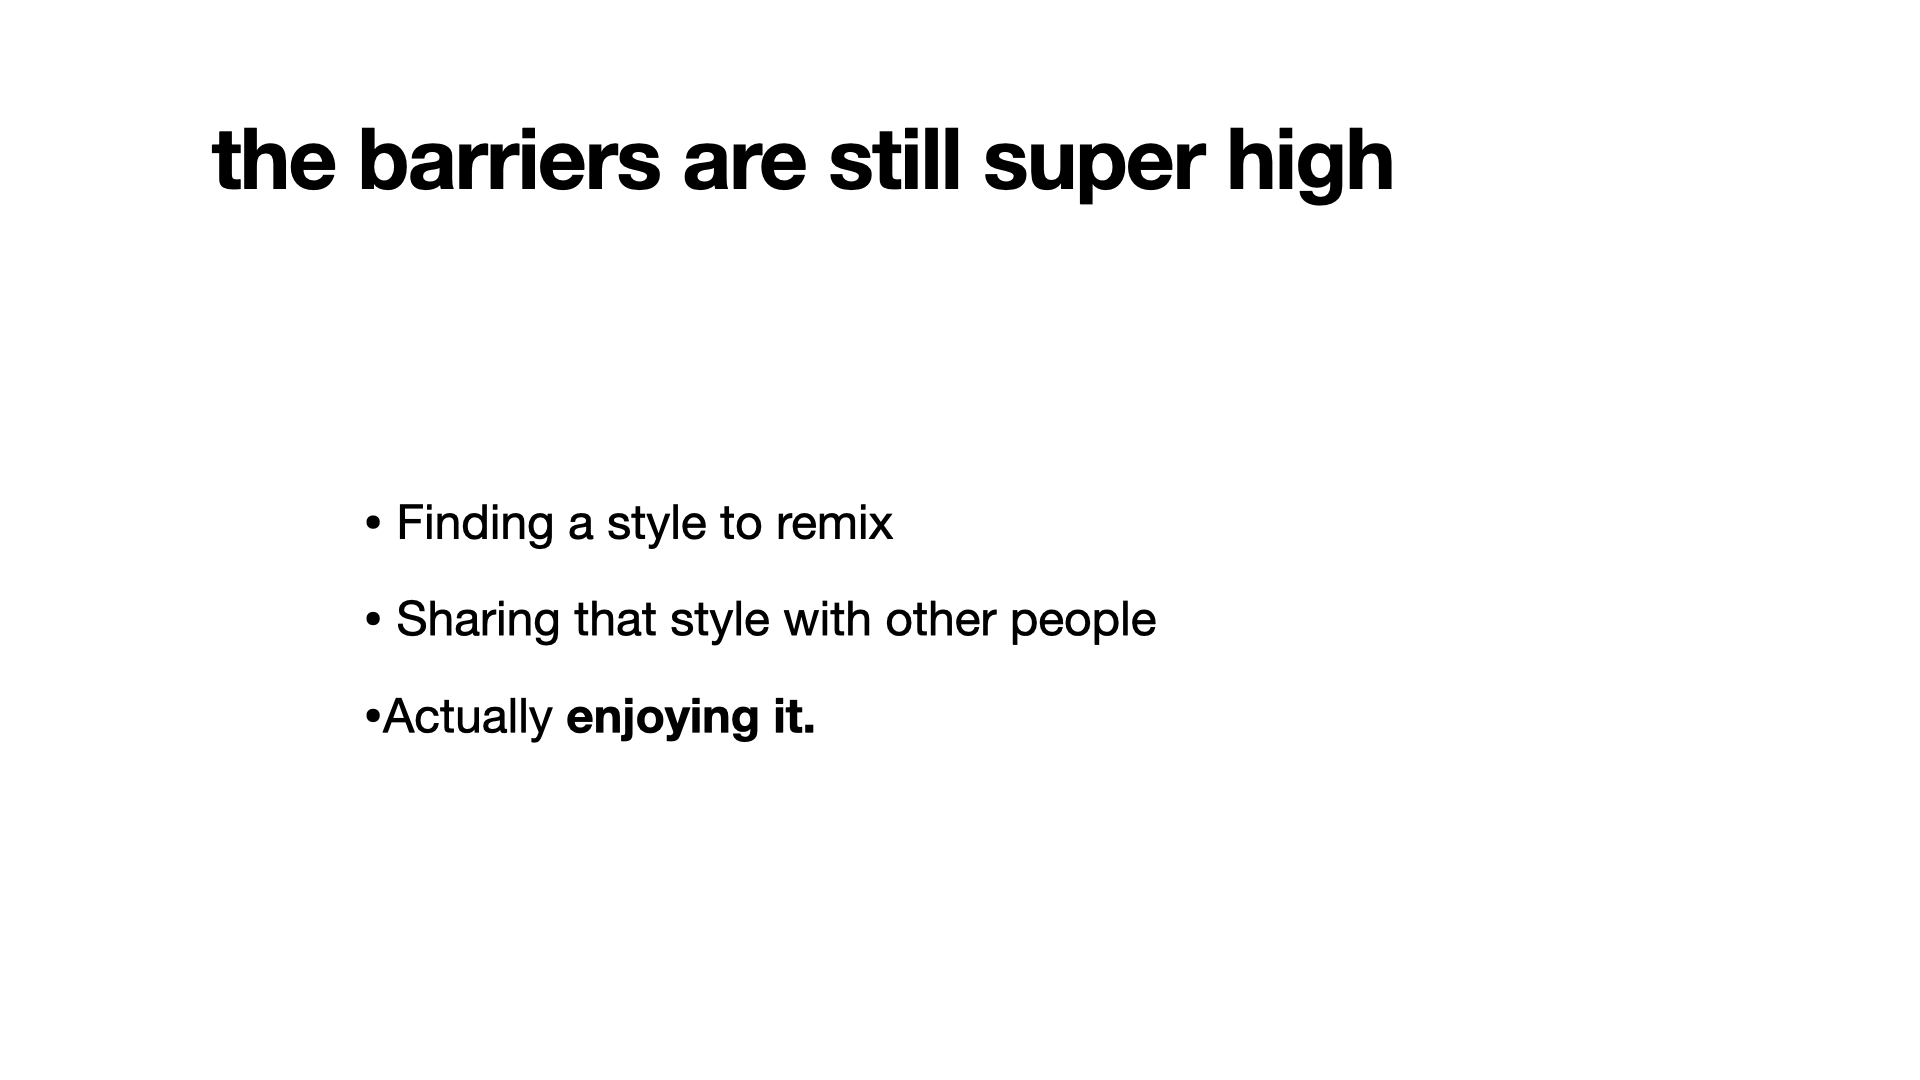 the barriers are still super high
• Finding a style to remix
• Sharing that style with other people
•Actually enjoying it.